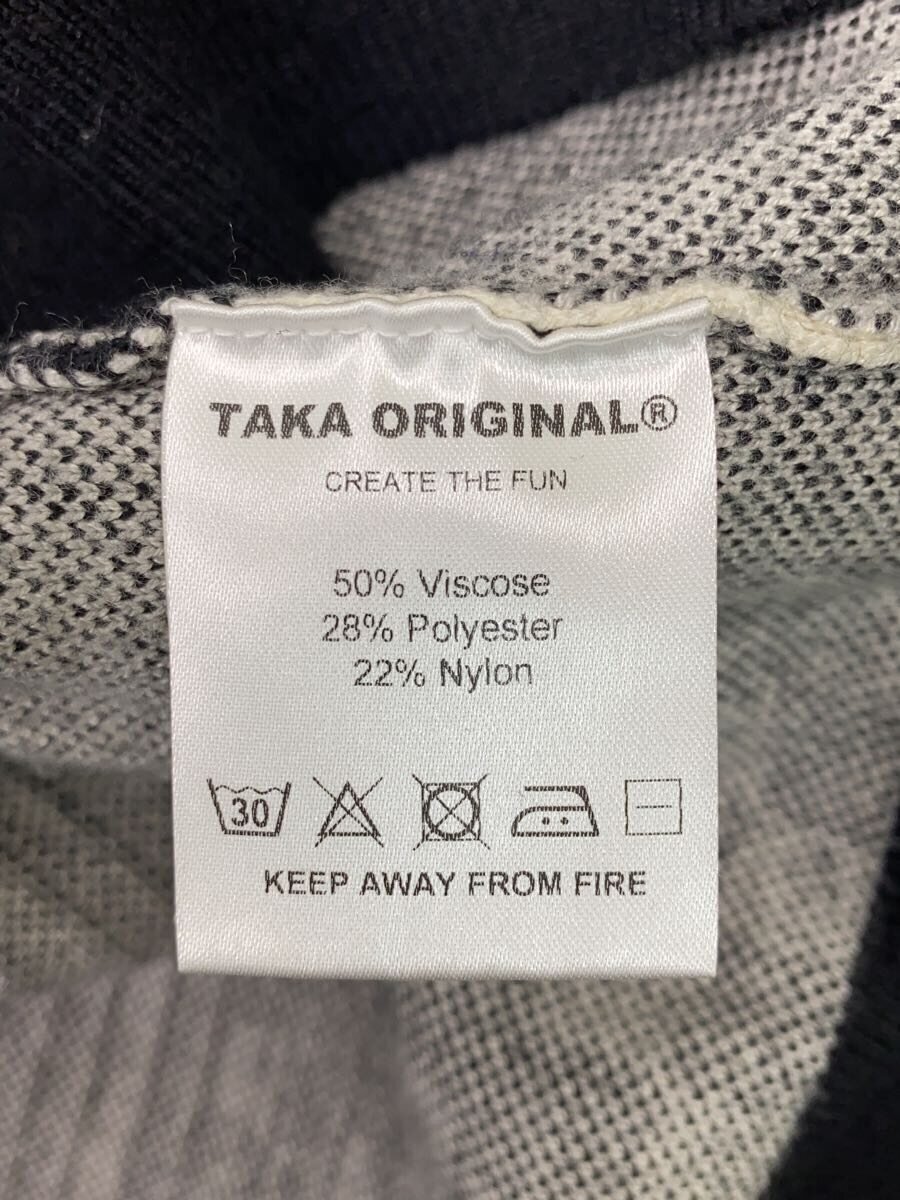 TAKA ORIGINAL®
CREATE THE FUN
50% Viscose
28% Polyester
22% Nylon
30
KEEP AWAY FROM FIRE